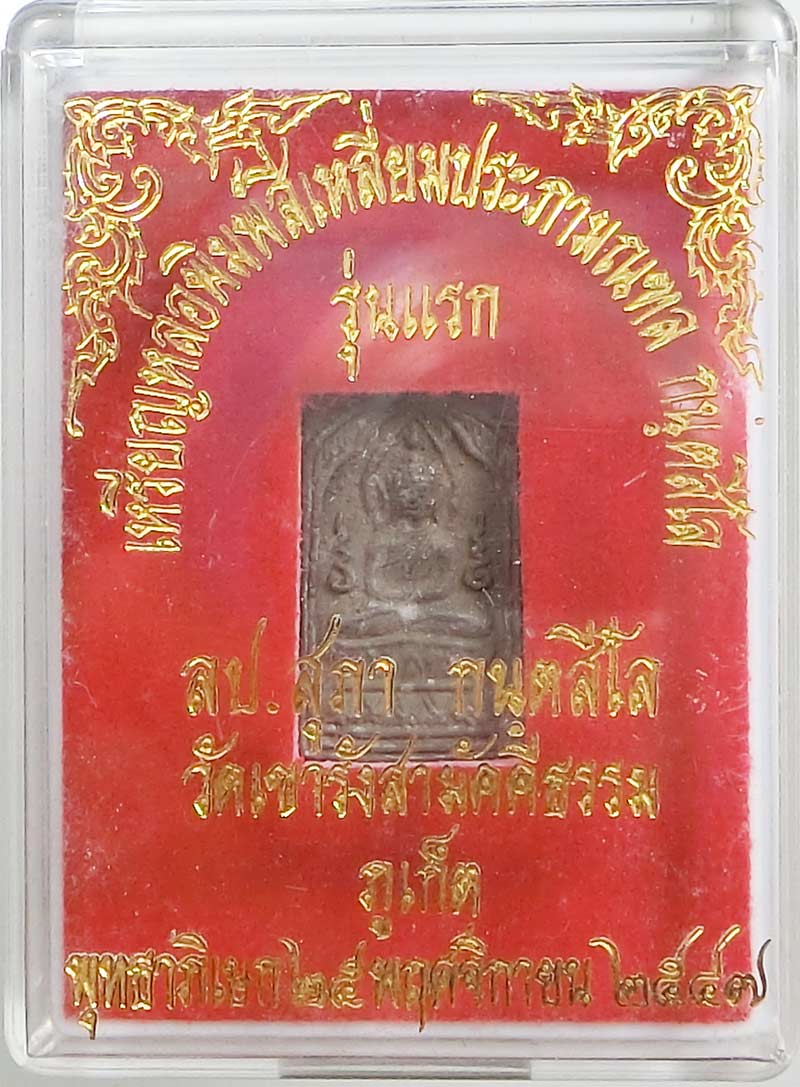 เหรียญหล่อพิมพ์สี่เหลี่ยมประภามณฑล กนฺตสีโล
รุ่นแรก
ลป. สุภา กนฺตสีโล
วัดเขารังสามัคคีธรรม
ภูเก็ต
พุทธาภิเษก ๒๕ พฤศจิกายน ๒๕๔๗